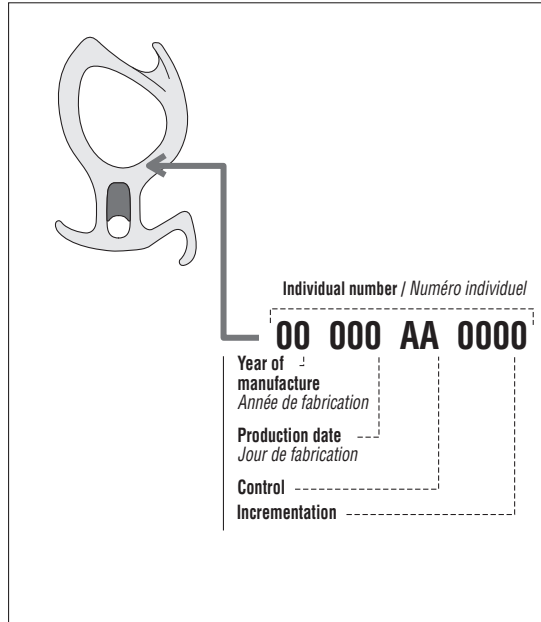 Individual number / Numéro individuel
00 000 AA 0000
Year of
manufacture
Année de fabrication
Production date
Jour de fabrication
Control
Incrementation